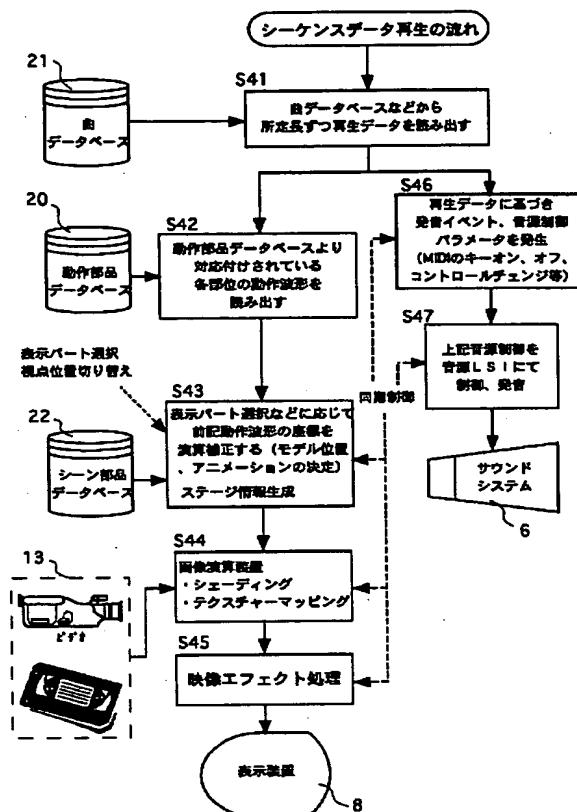 シーケンスデータ再生の流れ
21
S41
曲
データベース
曲データベースなどから
所定長ずつ再生データを読み出す
20
S42
S46
動作部品
データベース
動作部品データベースより
対応付けされている
各部位の動作波形を
読み出す
再生データに基づき
発音イベント、音源制御
パラメータを発生
(MIDIのキーオン、オフ、
コントロールチェンジ等)
S47
上記音源制御を
音源LSIにて
制御、発音
表示パート選択
視点位置切り替え
同期制御
22
S43
シーン部品
データベース
表示パート選択などに応じて
前記動作波形の座標を
演算補正する(モデル位置
、アニメーションの決定)
ステージ情報生成
サウンド
システム
6
13
S44
ビデオ
画像演算装置
・シェーディング
・テクスチャーマッピング
S45
映像エフェクト処理
表示装置
8